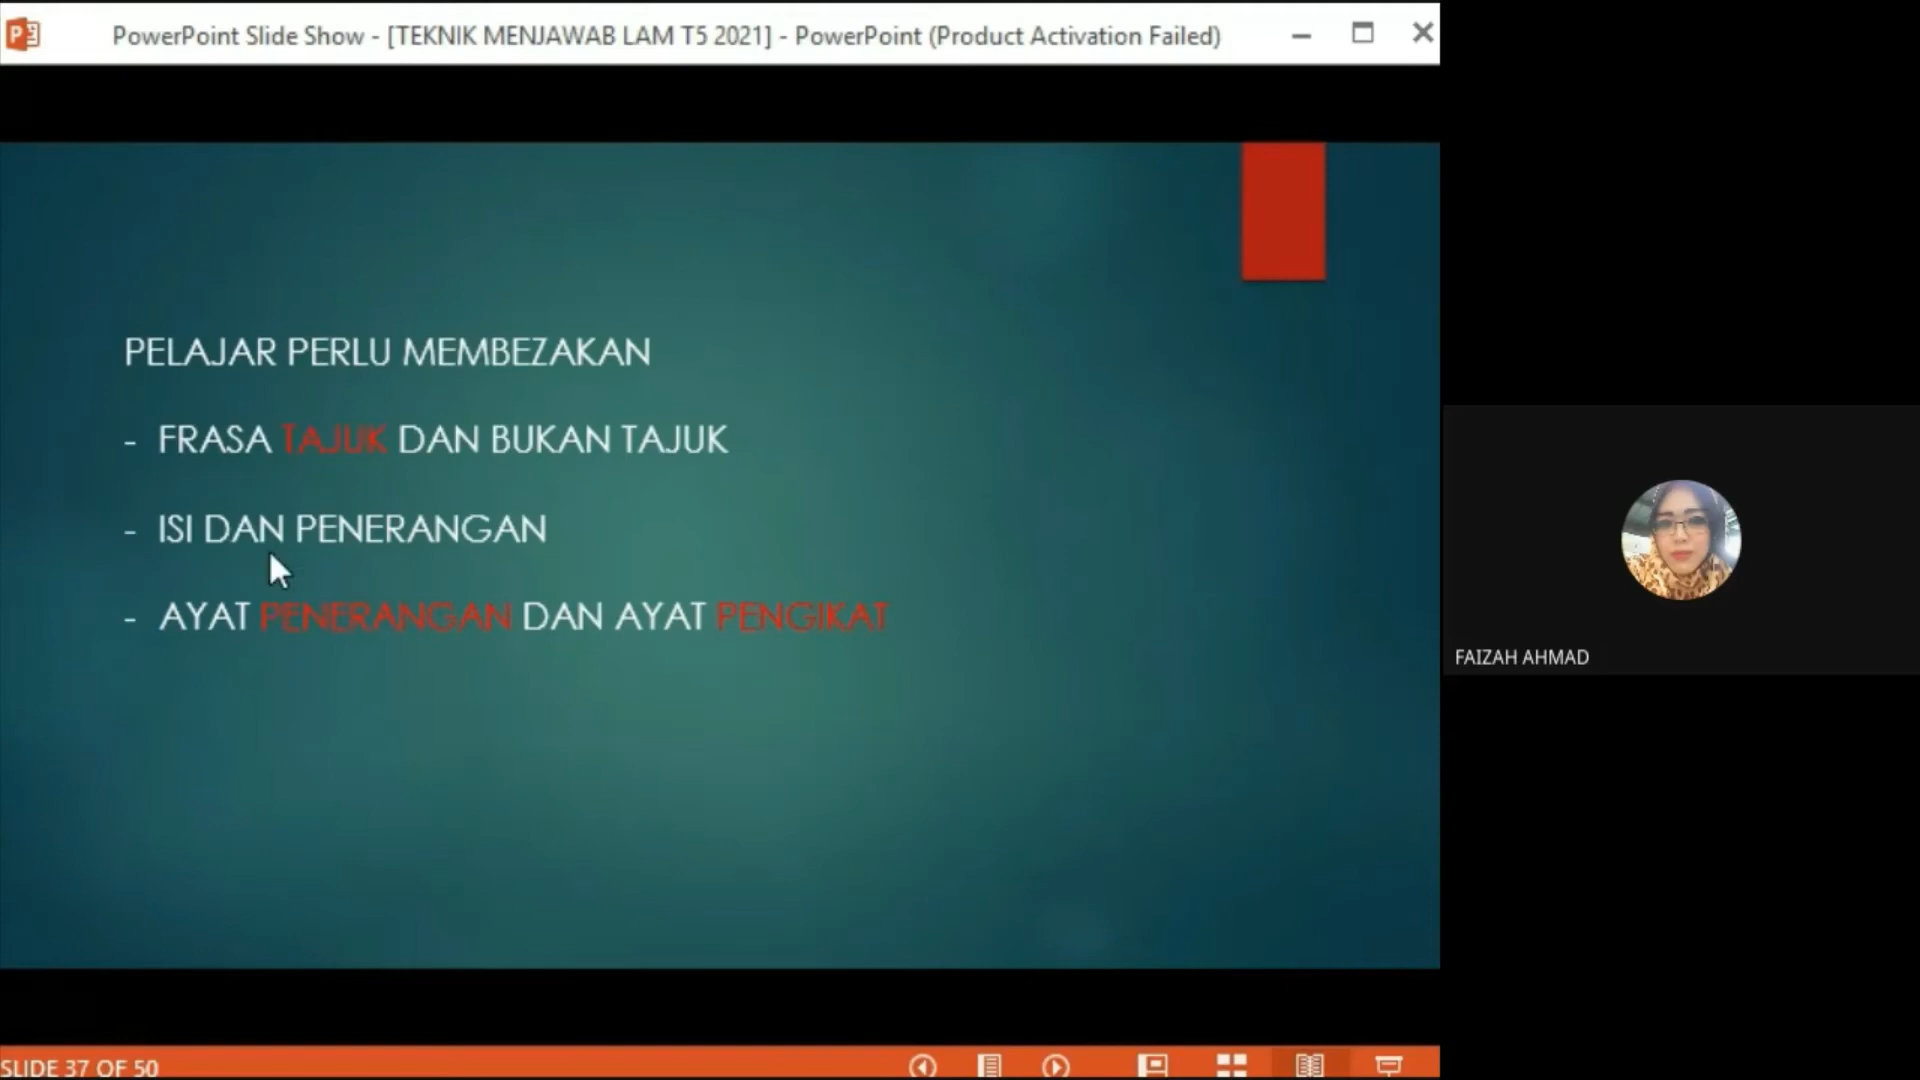 PowerPoint Slide Show - [TEKNIK MENJAWAB LAM T5 2021] - PowerPoint (Product Activation Failed)
PELAJAR PERLU MEMBEZAKAN
- FRASA TAJUK DAN BUKAN TAJUK
- ISI DAN PENERANGAN
- AYAT PENERANGAN DAN AYAT PENGIKAT
FAIZAH AHMAD
SLIDE 37 OF 50